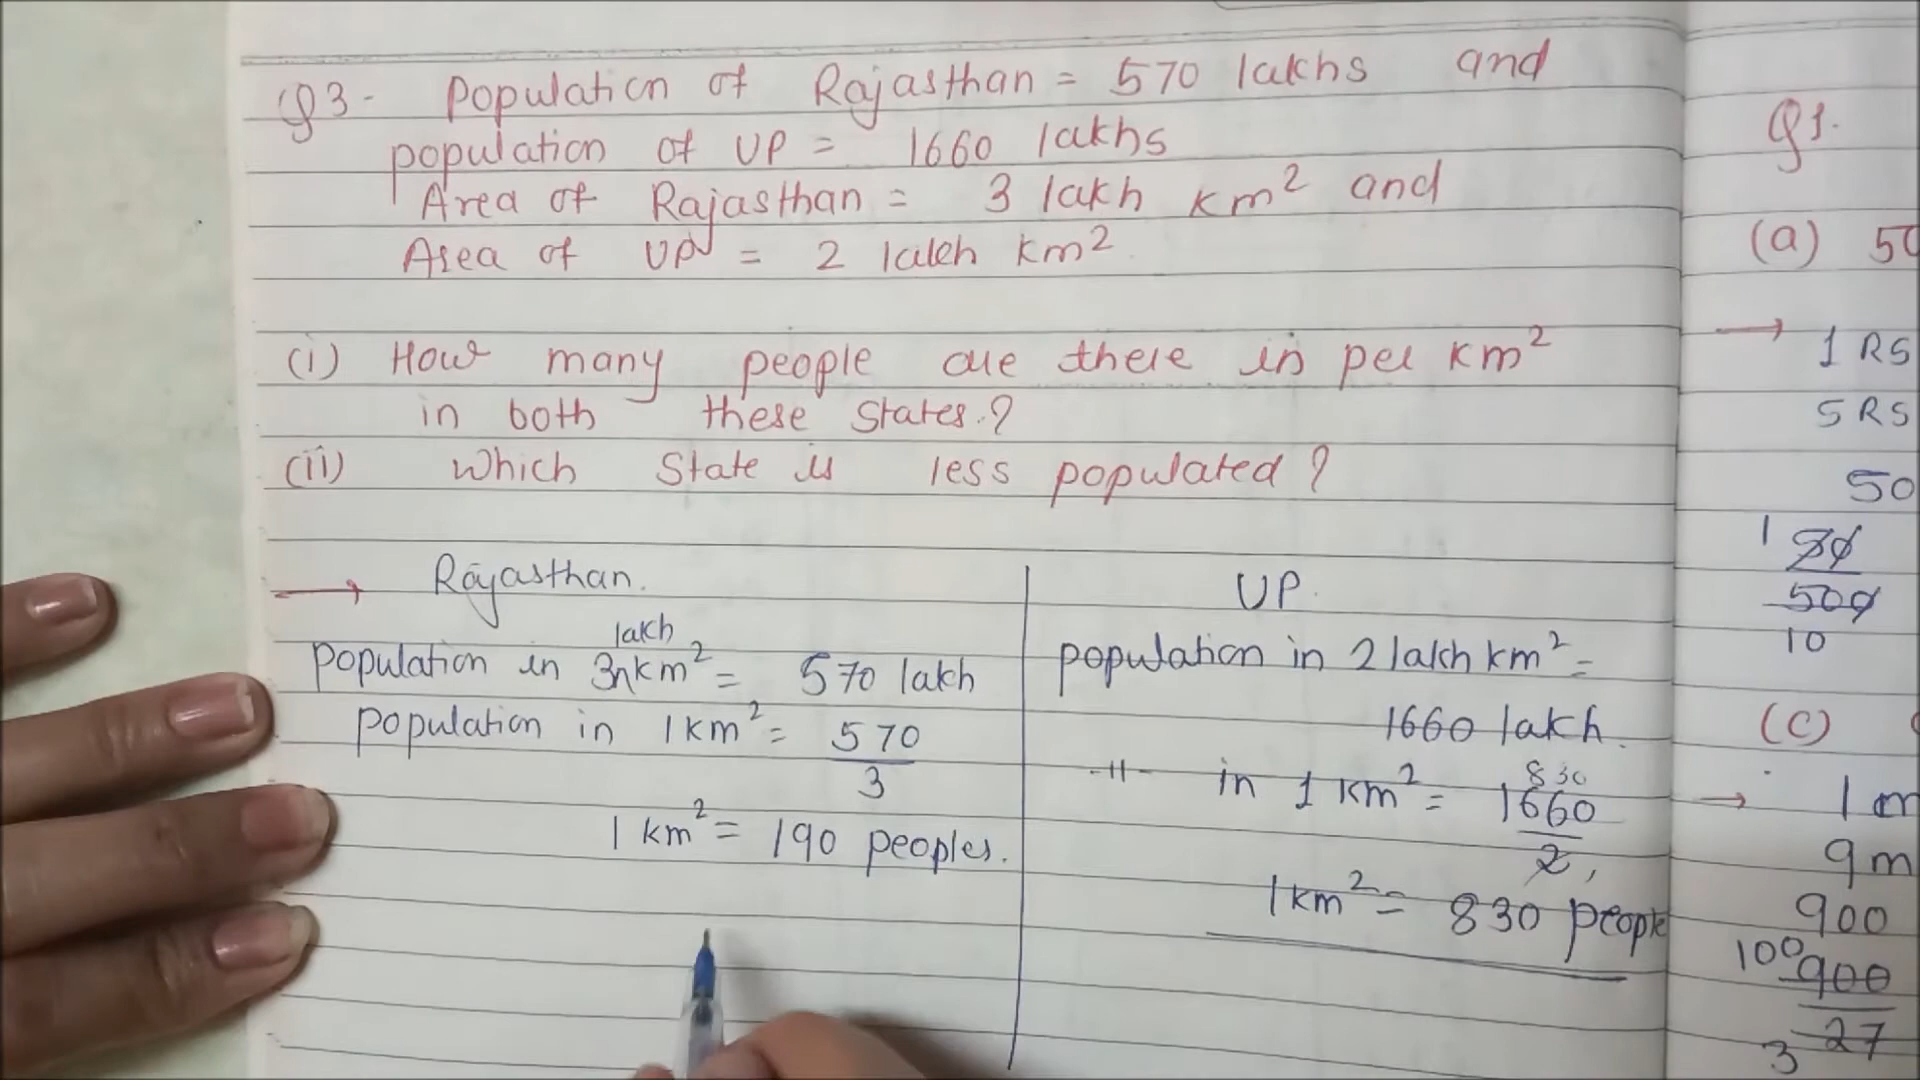 Q3- Population of Rajasthan = 570 lakhs and
population of UP = 1660 lakhs
Area of Rajasthan = 3 lakh km² and
Area of UP = 2 lakh km²
(i) How many people are there in per km²
in both these states.?
(ii) Which state is less populated ?
Rajasthan.
lakh
population in 3 km² = 570 lakh
population in 1 km² = 570
3
1 km² = 190 peoples.
UP.
population in 2 lakh km² =
1660 lakh.
-11- in 1 km² = 1660
830
2,
1 km² = 830 people
Q1.
(a) 50
1 RS
5 RS
50
1
500
10
(c)
1 m
9 m
900
100 900
27
3